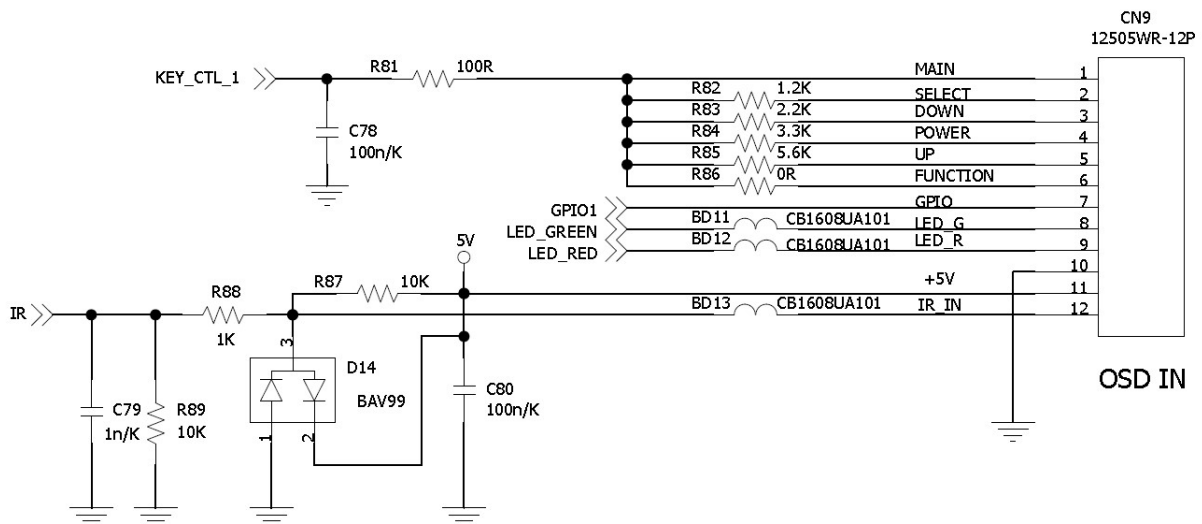 CN9
12505WR-12P
KEY_CTL_1
R81 100R
MAIN 1
R82 1.2K SELECT 2
R83 2.2K DOWN 3
R84 3.3K POWER 4
R85 5.6K UP 5
R86 0R FUNCTION 6
C78
100n/K
GPIO1 GPIO 7
LED_GREEN BD11 CB1608UA101 LED_G 8
LED_RED BD12 CB1608UA101 LED_R 9
10
5V
R87 10K +5V 11
IR R88 BD13 CB1608UA101 IR_IN 12
1K
3
D14
BAV99
OSD IN
C79
1n/K
R89
10K
C80
100n/K
1 2